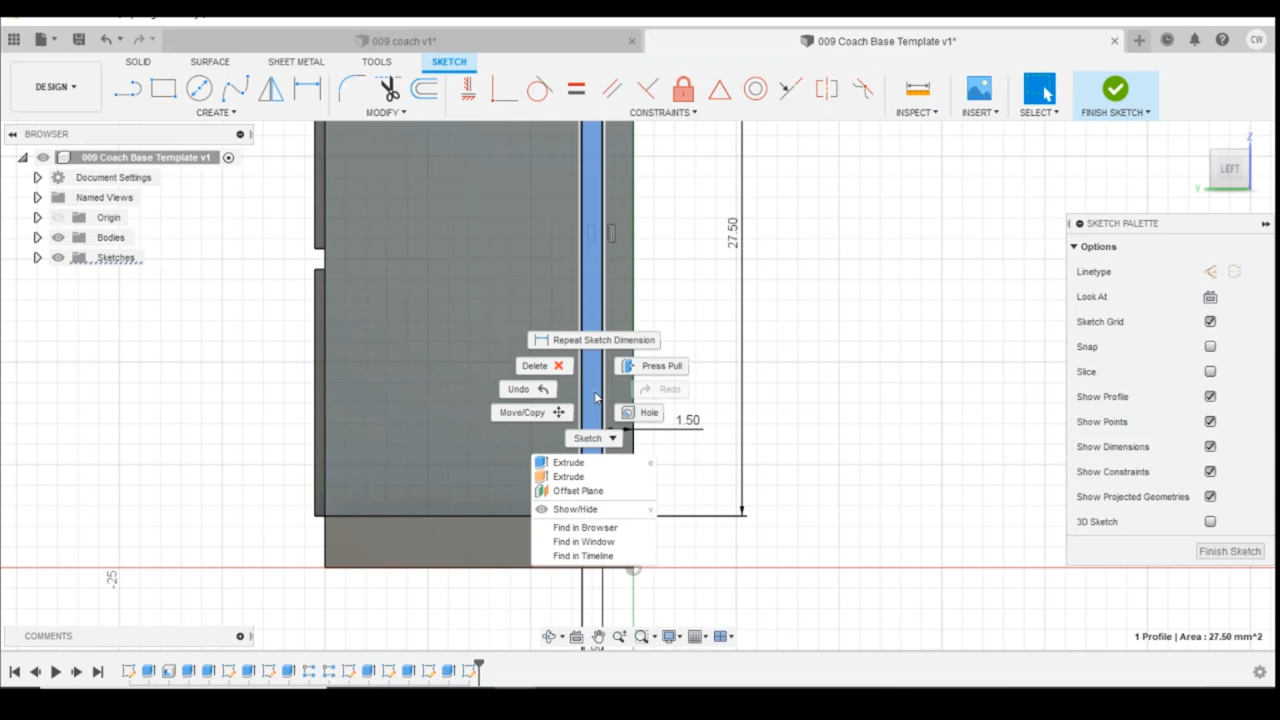 009 coach v1*
009 Coach Base Template v1*
CW
DESIGN
SOLID
SURFACE
SHEET METAL
TOOLS
SKETCH
CREATE
MODIFY
CONSTRAINTS
INSPECT
INSERT
SELECT
FINISH SKETCH
BROWSER
009 Coach Base Template v1
Document Settings
Named Views
Origin
Bodies
Sketches
LEFT
Z
Y
27.50
1.50
-25
Repeat Sketch Dimension
Delete
Press Pull
Undo
Redo
Move/Copy
Hole
Sketch
Extrude e
Extrude
Offset Plane
Show/Hide v
Find in Browser
Find in Window
Find in Timeline
SKETCH PALETTE
Options
Linetype
Look At
Sketch Grid
Snap
Slice
Show Profile
Show Points
Show Dimensions
Show Constraints
Show Projected Geometries
3D Sketch
Finish Sketch
COMMENTS
1 Profile | Area : 27.50 mm^2